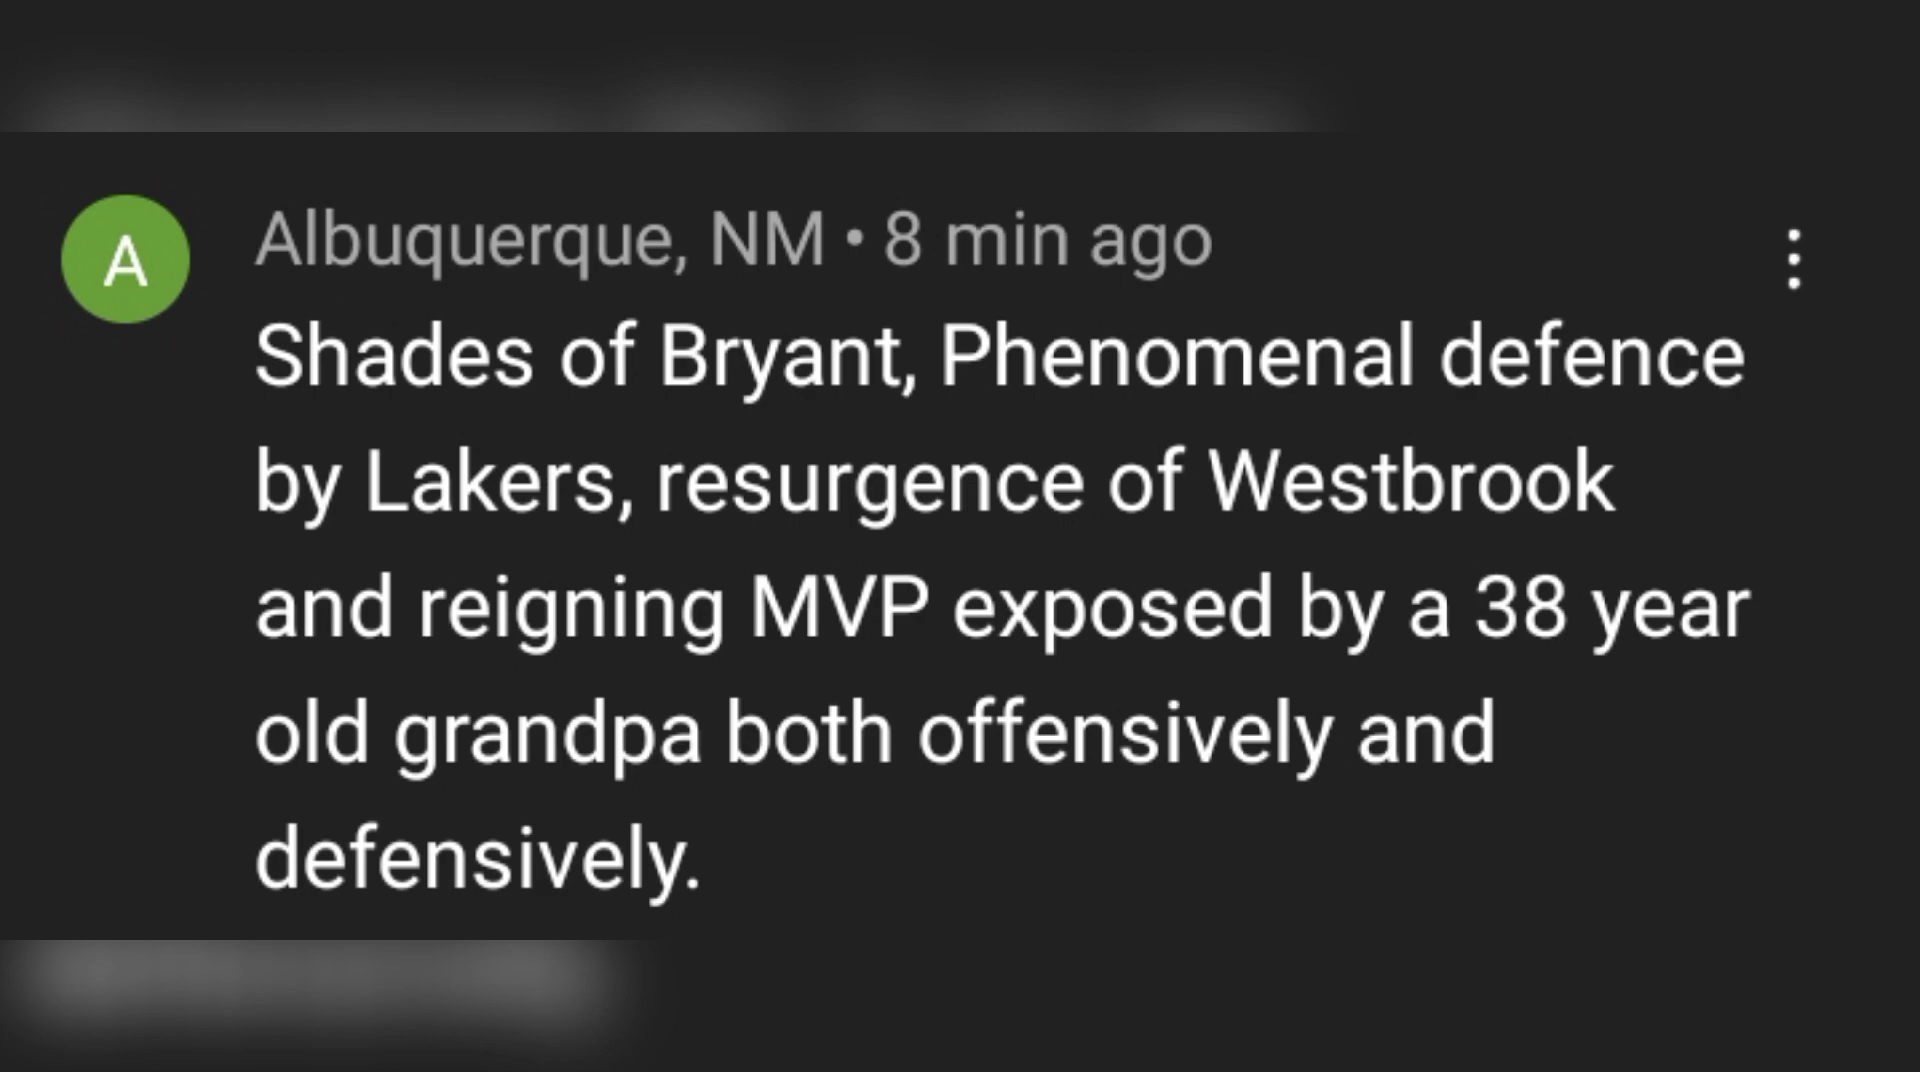 A
Albuquerque, NM • 8 min ago
Shades of Bryant, Phenomenal defence
by Lakers, resurgence of Westbrook
and reigning MVP exposed by a 38 year
old grandpa both offensively and
defensively.